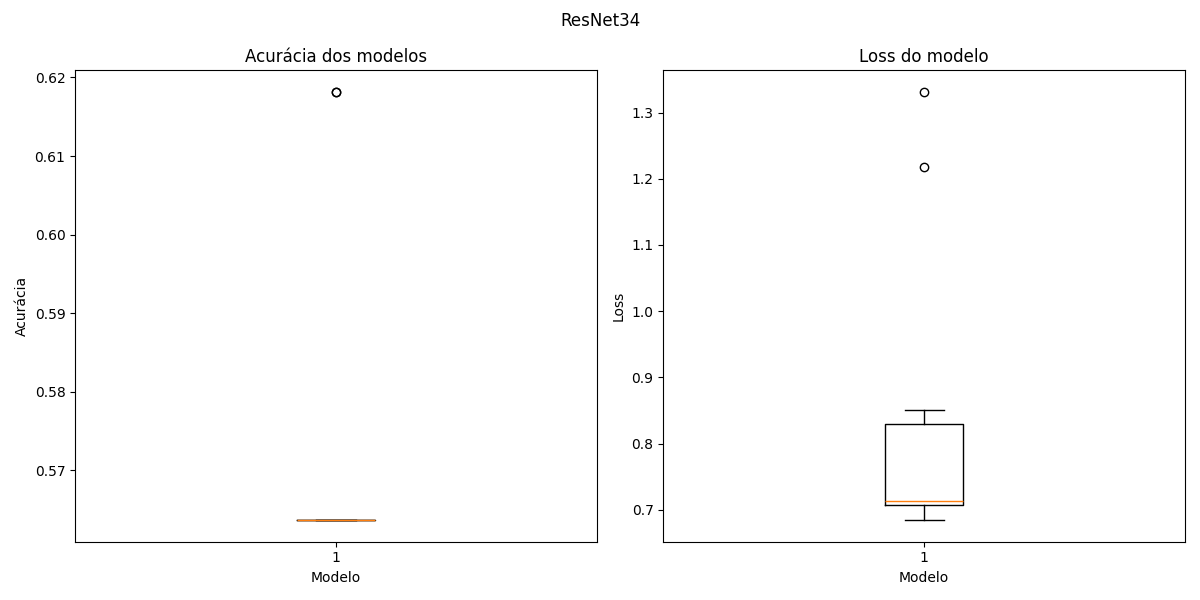 ResNet34
Acurácia dos modelos
0.62
0.61
0.60
0.59
0.58
0.57
Acurácia
1
Modelo
Loss do modelo
1.3
1.2
1.1
1.0
0.9
0.8
0.7
Loss
1
Modelo